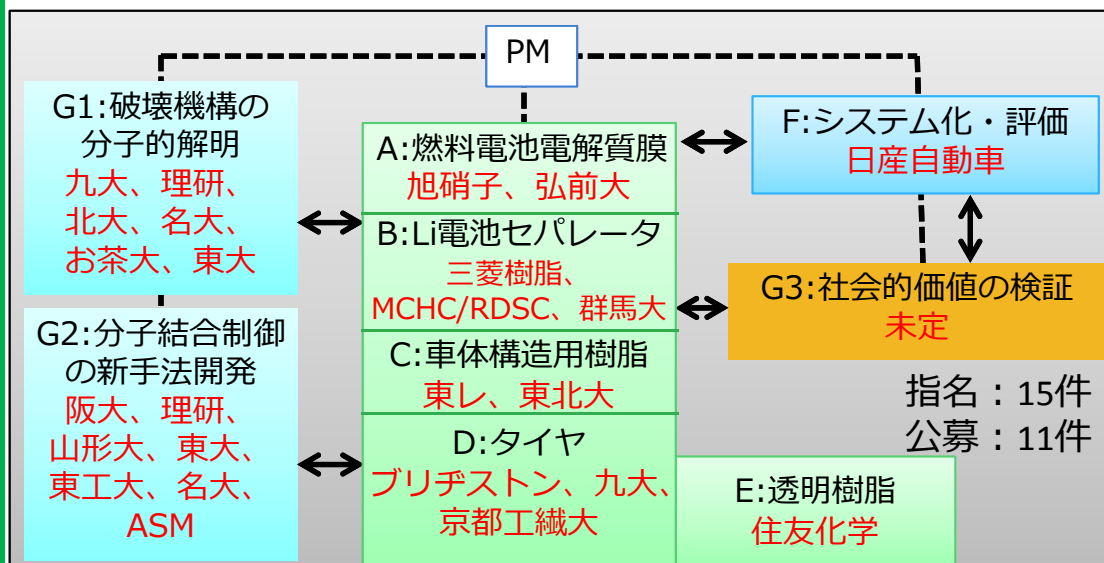 PM
G1:破壊機構の
分子的解明
九大、理研、
北大、名大、
お茶大、東大
G2:分子結合制御
の新手法開発
阪大、理研、
山形大、東大、
東工大、名大、
ASM
A:燃料電池電解質膜
旭硝子、弘前大
B:Li電池セパレータ
三菱樹脂、
MCHC/RDSC、群馬大
C:車体構造用樹脂
東レ、東北大
D:タイヤ
ブリヂストン、九大、
京都工繊大
E:透明樹脂
住友化学
F:システム化・評価
日産自動車
G3:社会的価値の検証
未定
指名：15件
公募：11件